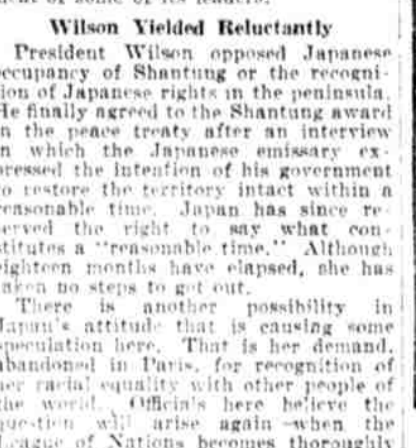 of some of its leaders.
Wilson Yielded Reluctantly
President Wilson opposed Japanese
occupancy of Shantung or the recogni-
ion of Japanese rights in the peninsula.
He finally agreed to the Shantung award
n the peace treaty after an interview
n which the Japanese emissary ex-
pressed the intention of his government
to restore the territory intact within a
reasonable time. Japan has since re-
served the right to say what con-
stitutes a "reasonable time." Although
eighteen months have elapsed, she has
taken no steps to get out.
There is another possibility in
Japan's attitude that is causing some
speculation here. That is her demand,
abandoned in Paris, for recognition of
her racial equality with other people of
the world. Officials here believe the
question will arise again—when the
League of Nations becomes thoroughly